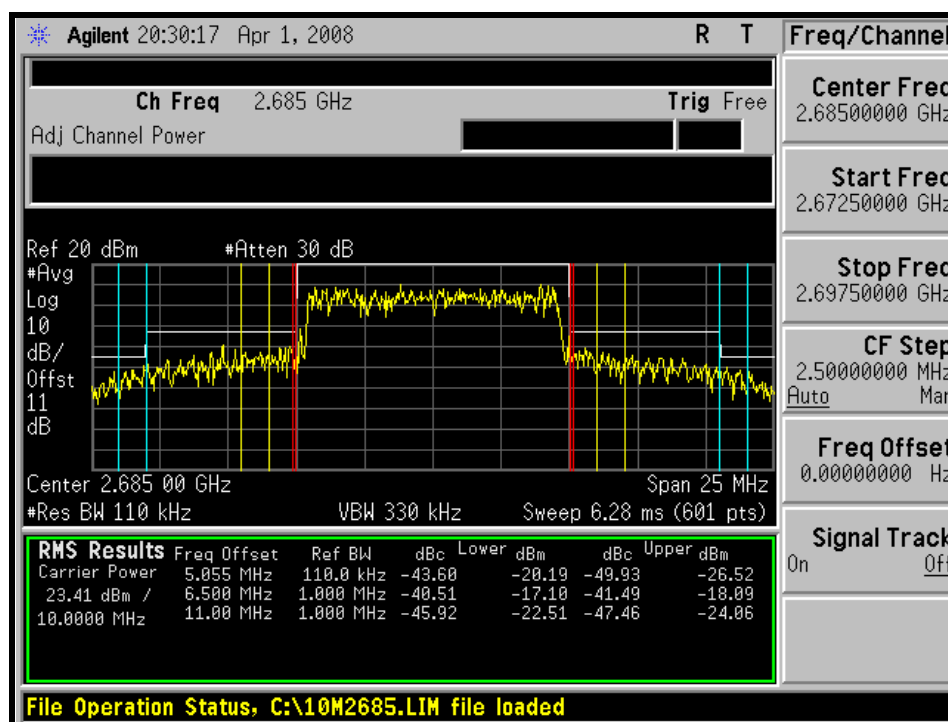 Agilent 20:30:17 Apr 1, 2008 R T
Ch Freq 2.685 GHz Trig Free
Adj Channel Power
Ref 20 dBm #Atten 30 dB
#Avg
Log
10
dB/
Offst
11
dB
Center 2.685 00 GHz Span 25 MHz
#Res BW 110 kHz VBW 330 kHz Sweep 6.28 ms (601 pts)
RMS Results Freq Offset Ref BW dBc Lower dBm dBc Upper dBm
Carrier Power 5.055 MHz 110.0 kHz -43.60 -20.19 -49.93 -26.52
23.41 dBm / 6.500 MHz 1.000 MHz -40.51 -17.10 -41.49 -18.09
10.0000 MHz 11.00 MHz 1.000 MHz -45.92 -22.51 -47.46 -24.06
File Operation Status, C:\10M2685.LIM file loaded
Freq/Channel
Center Freq
2.68500000 GHz
Start Freq
2.67250000 GHz
Stop Freq
2.69750000 GHz
CF Step
2.50000000 MHz
Auto Man
Freq Offset
0.00000000 Hz
Signal Track
On Off